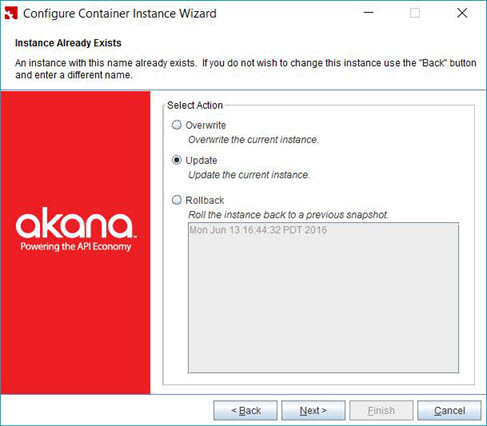 Configure Container Instance Wizard
Instance Already Exists
An instance with this name already exists. If you do not wish to change this instance use the "Back" button
and enter a different name.
Select Action
Overwrite
Overwrite the current instance.
Update
Update the current instance.
Rollback
Roll the instance back to a previous snapshot.
Mon Jun 13 16:44:32 PDT 2016
akana
Powering the API Economy
< Back
Next >
Finish
Cancel